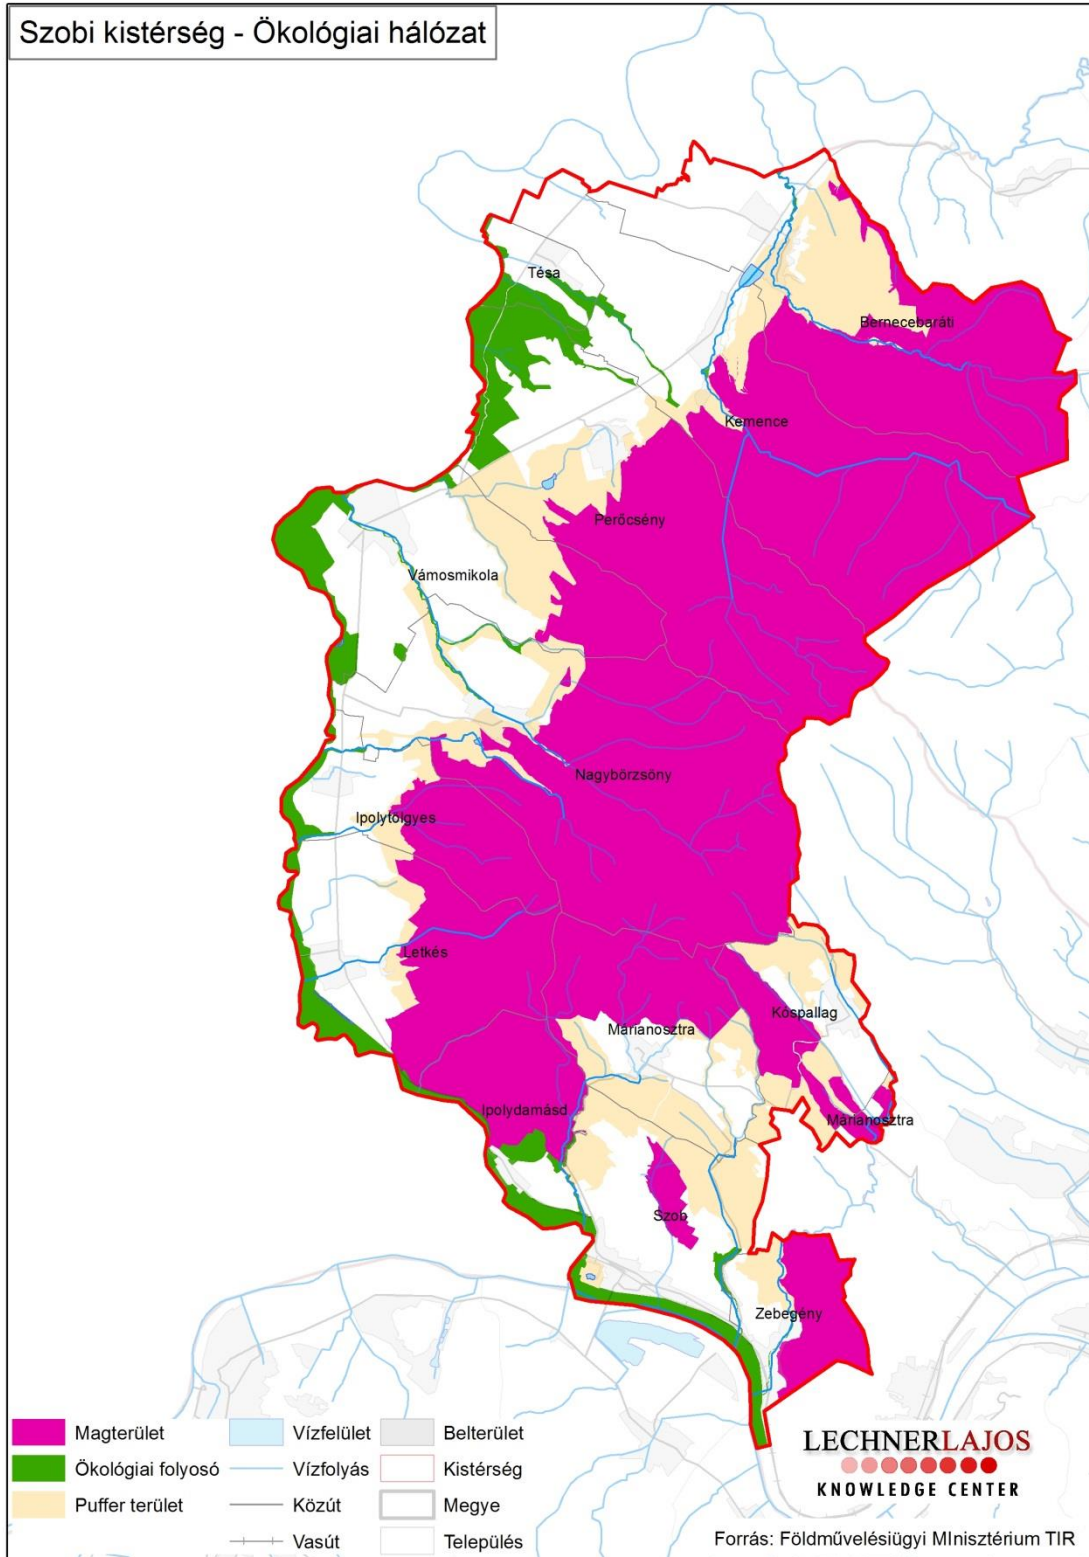 Szobi kistérség - Ökológiai hálózat
Tésa
Bernecebaráti
Kemence
Perőcsény
Vámosmikola
Nagybörzsöny
Ipolytölgyes
Letkés
Kóspallag
Márianosztra
Ipolydamásd
Márianosztra
Szob
Zebegény
Magterület
Ökológiai folyosó
Puffer terület
Vízfelület
Vízfolyás
Közút
Vasút
Belterület
Kistérség
Megye
Település
LECHNERLAJOS
KNOWLEDGE CENTER
Forrás: Földművelésiügyi MInisztérium TIR